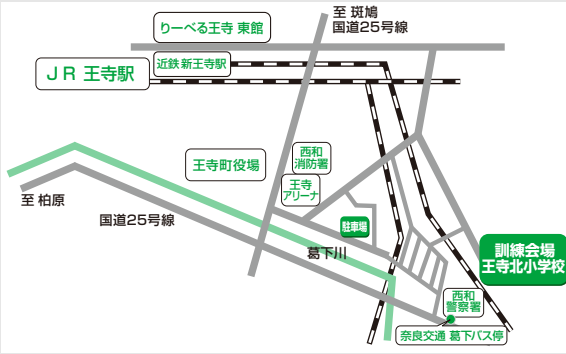 至 斑鳩
国道25号線
りーべる王寺 東館
近鉄 新王寺駅
ＪＲ 王寺駅
西和
消防署
王寺町役場
王寺
アリーナ
至 柏原
国道25号線
駐車場
葛下川
訓練会場
王寺北小学校
西和
警察署
奈良交通 葛下バス停